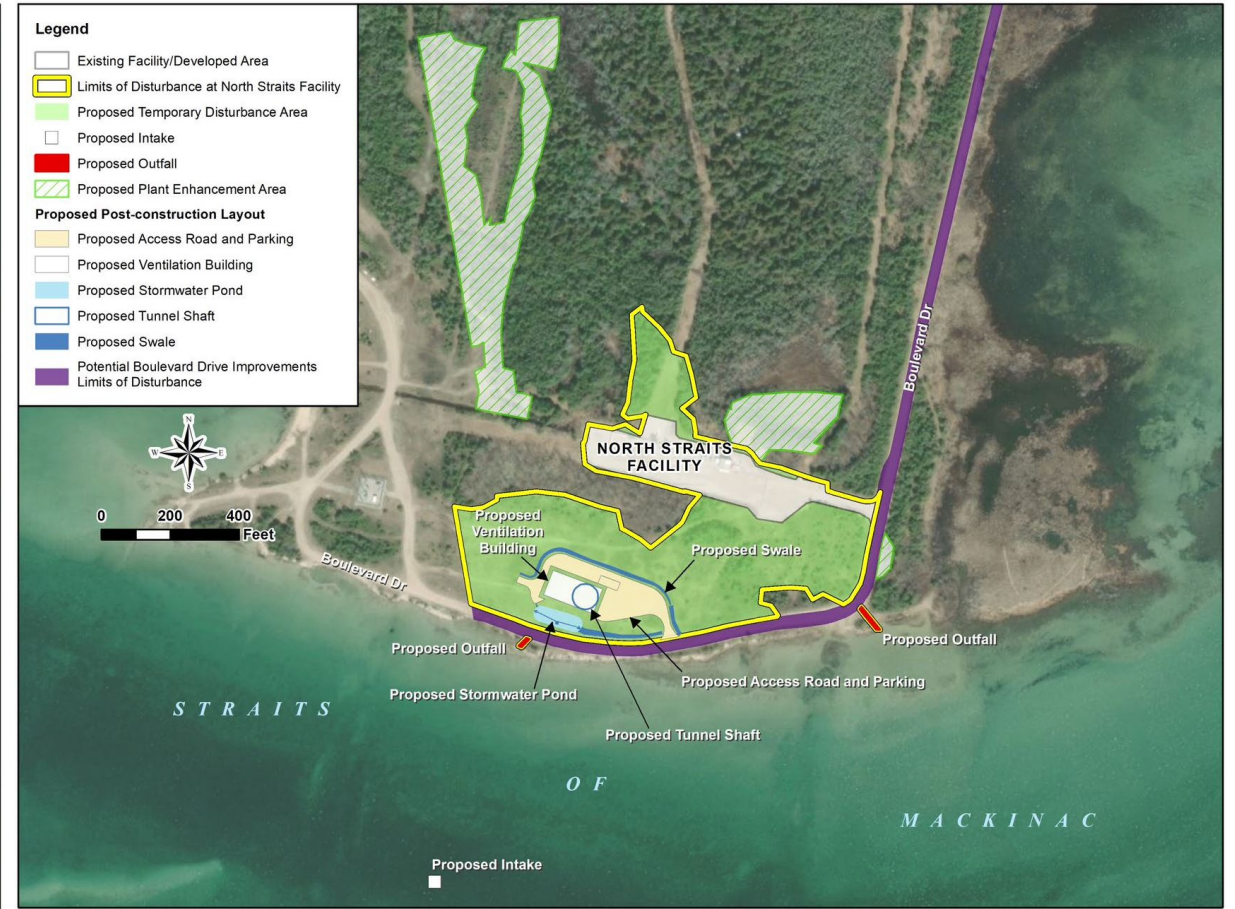 Legend
Existing Facility/Developed Area
Limits of Disturbance at North Straits Facility
Proposed Temporary Disturbance Area
Proposed Intake
Proposed Outfall
Proposed Plant Enhancement Area
Proposed Post-construction Layout
Proposed Access Road and Parking
Proposed Ventilation Building
Proposed Stormwater Pond
Proposed Tunnel Shaft
Proposed Swale
Potential Boulevard Drive Improvements
Limits of Disturbance
N
W
E
S
0 200 400
Feet
Boulevard Dr
NORTH STRAITS
FACILITY
Proposed
Ventilation
Building
Proposed Swale
Boulevard Dr
Proposed Outfall
Proposed Outfall
Proposed Access Road and Parking
Proposed Stormwater Pond
Proposed Tunnel Shaft
STRAITS
OF
MACKINAC
Proposed Intake